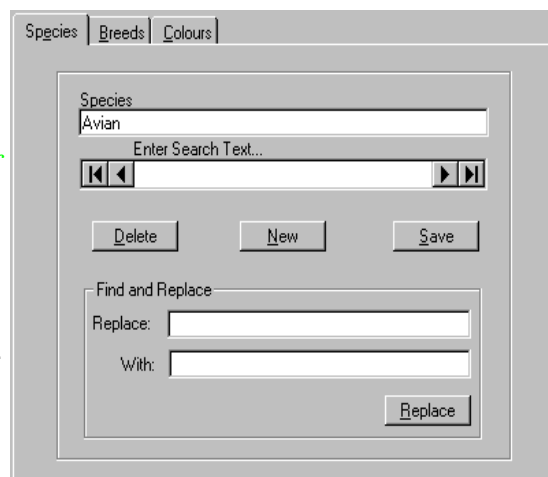 Species Breeds Colours
Species
Avian
Enter Search Text...
Delete New Save
Find and Replace
Replace:
With:
Replace